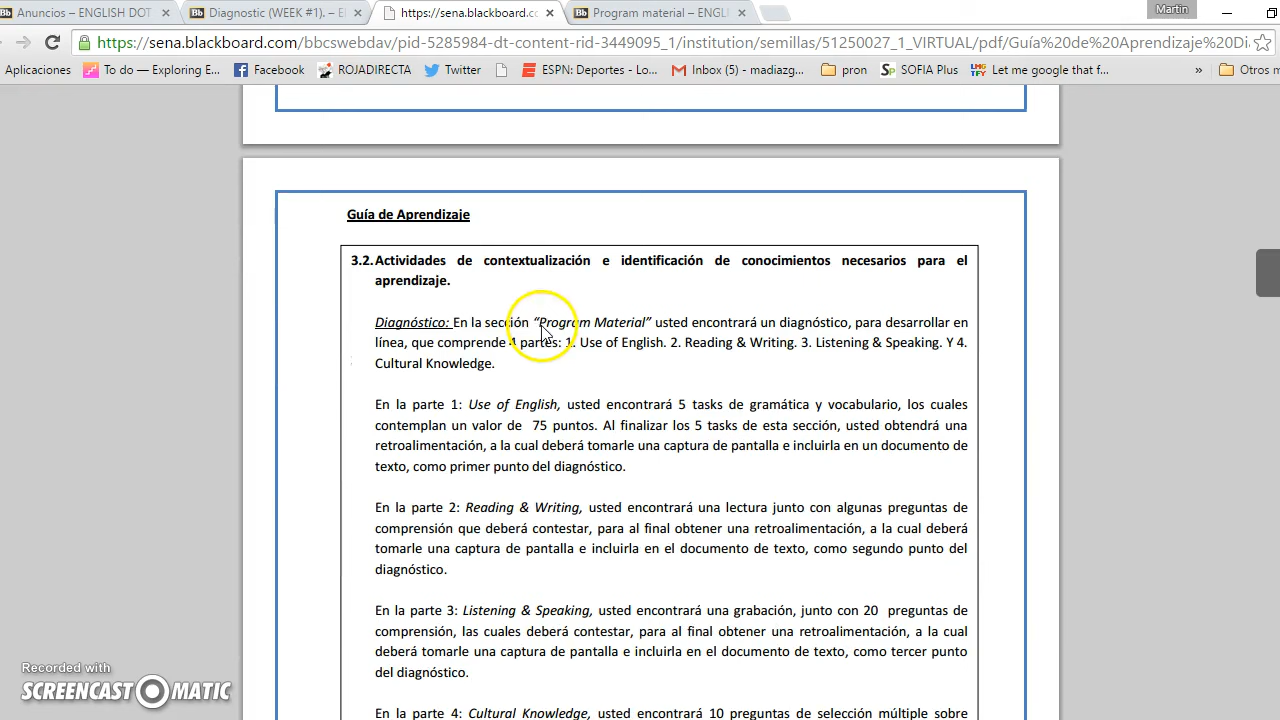 Anuncios – ENGLISH DOT
Diagnostic (WEEK #1). – E
https://sena.blackboard.co
Program material – ENGL
Martin
https://sena.blackboard.com/bbcswebdav/pid-5285984-dt-content-rid-3449095_1/institution/semillas/51250027_1_VIRTUAL/pdf/Guía%20de%20Aprendizaje%20Di
Aplicaciones
To do — Exploring E...
Facebook
ROJADIRECTA
Twitter
ESPN: Deportes - Lo...
Inbox (5) - mediazg...
pron
SOFIA Plus
Let me google that f...
»
Otros m
Guía de Aprendizaje
3.2. Actividades de contextualización e identificación de conocimientos necesarios para el
aprendizaje.
Diagnóstico: En la sección “Program Material” usted encontrará un diagnóstico, para desarrollar en
línea, que comprende 4 partes: 1. Use of English. 2. Reading & Writing. 3. Listening & Speaking. Y 4.
Cultural Knowledge.
En la parte 1: Use of English, usted encontrará 5 tasks de gramática y vocabulario, los cuales
contemplan un valor de 75 puntos. Al finalizar los 5 tasks de esta sección, usted obtendrá una
retroalimentación, a la cual deberá tomarle una captura de pantalla e incluirla en un documento de
texto, como primer punto del diagnóstico.
En la parte 2: Reading & Writing, usted encontrará una lectura junto con algunas preguntas de
comprensión que deberá contestar, para al final obtener una retroalimentación, a la cual deberá
tomarle una captura de pantalla e incluirla en el documento de texto, como segundo punto del
diagnóstico.
En la parte 3: Listening & Speaking, usted encontrará una grabación, junto con 20 preguntas de
comprensión, las cuales deberá contestar, para al final obtener una retroalimentación, a la cual
deberá tomarle una captura de pantalla e incluirla en el documento de texto, como tercer punto
del diagnóstico.
En la parte 4: Cultural Knowledge, usted encontrará 10 preguntas de selección múltiple sobre
Recorded with
SCREENCAST MATIC